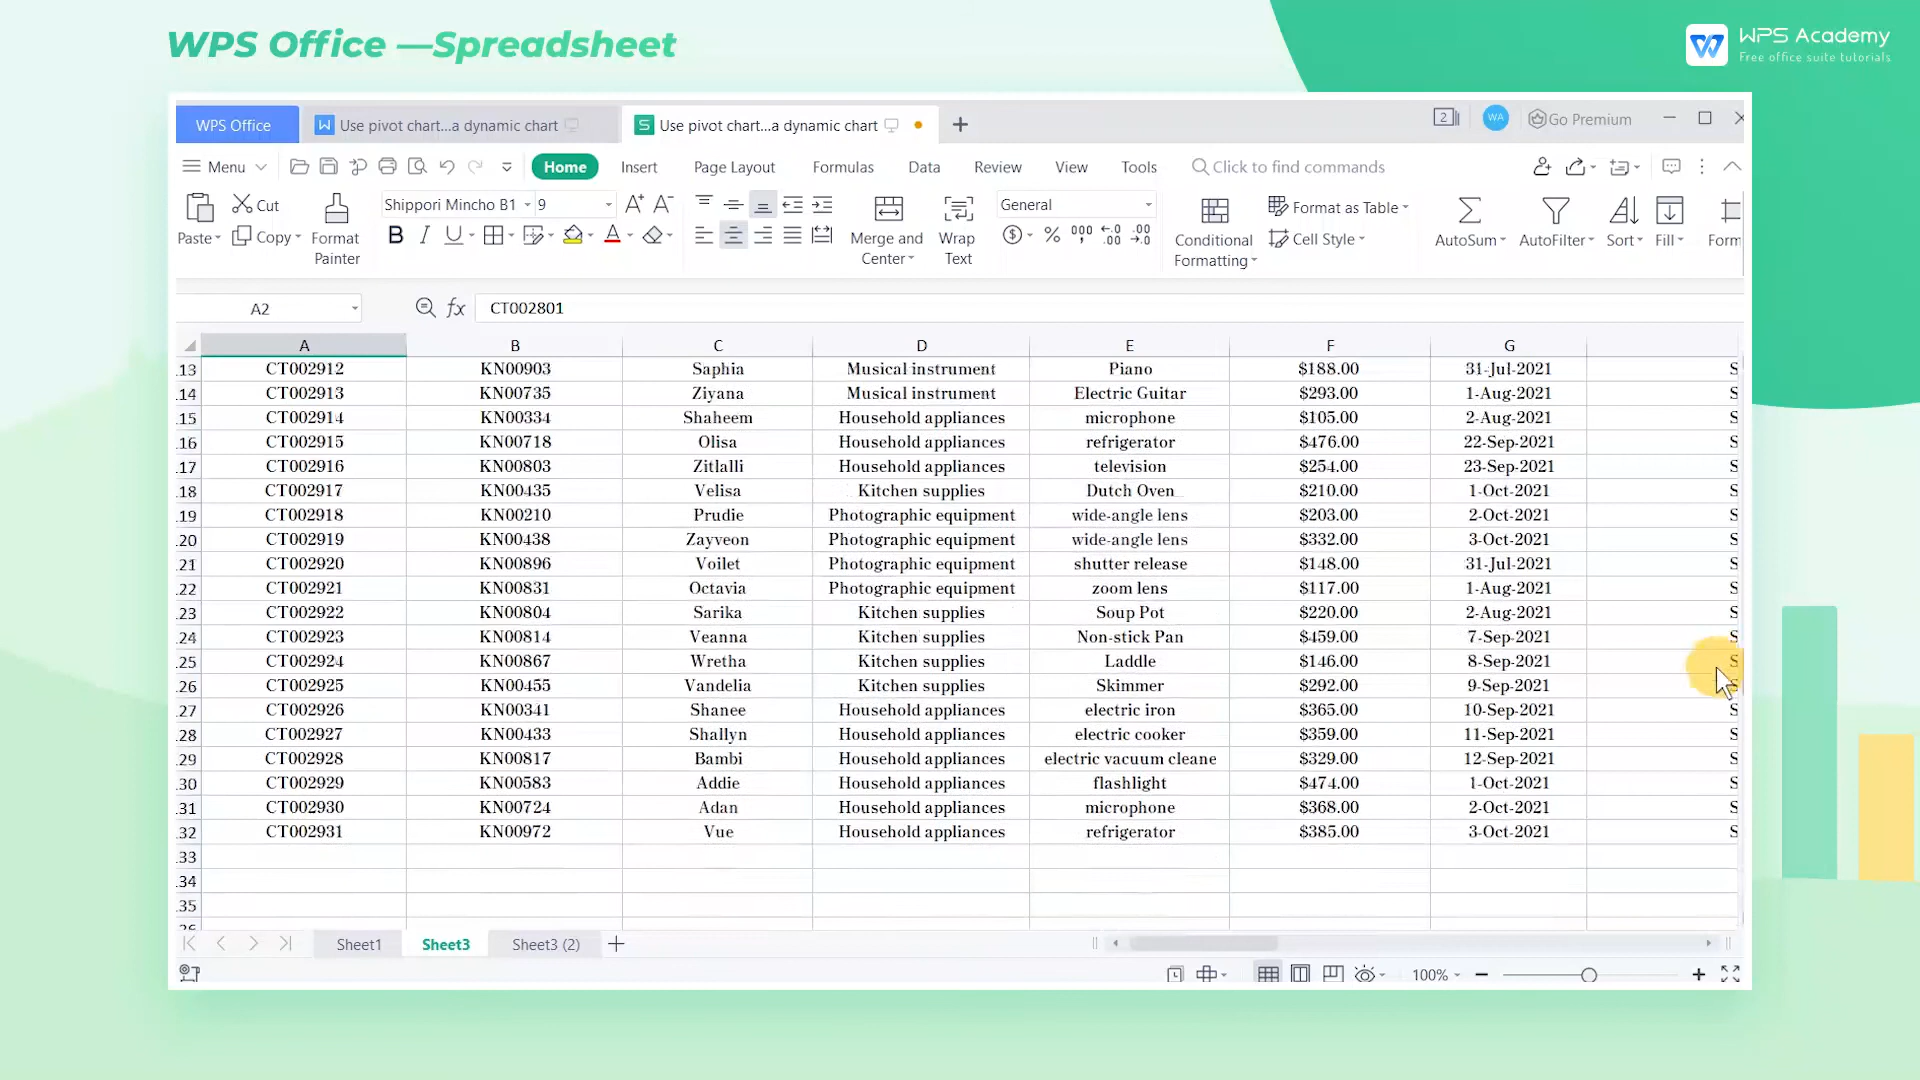 WPS Office —Spreadsheet
WPS Academy
Free office suite tutorials
WPS Office
Use pivot chart...a dynamic chart
Use pivot chart...a dynamic chart
2
WA
Go Premium
Menu
Home
Insert
Page Layout
Formulas
Data
Review
View
Tools
Click to find commands
Paste
Cut
Copy
Format Painter
Shippori Mincho B1
9
Merge and Center
Wrap Text
General
Conditional Formatting
Format as Table
Cell Style
AutoSum
AutoFilter
Sort
Fill
Form
A2
fx
CT002801
A B C D E F G
13 CT002912 KN00903 Saphia Musical instrument Piano $188.00 31-Jul-2021 S
14 CT002913 KN00735 Ziyana Musical instrument Electric Guitar $293.00 1-Aug-2021 S
15 CT002914 KN00334 Shaheem Household appliances microphone $105.00 2-Aug-2021 S
16 CT002915 KN00718 Olisa Household appliances refrigerator $476.00 22-Sep-2021 S
17 CT002916 KN00803 Zitlalli Household appliances television $254.00 23-Sep-2021 S
18 CT002917 KN00435 Velisa Kitchen supplies Dutch Oven $210.00 1-Oct-2021 S
19 CT002918 KN00210 Prudie Photographic equipment wide-angle lens $203.00 2-Oct-2021 S
20 CT002919 KN00438 Zayveon Photographic equipment wide-angle lens $332.00 3-Oct-2021 S
21 CT002920 KN00896 Voilet Photographic equipment shutter release $148.00 31-Jul-2021 S
22 CT002921 KN00831 Octavia Photographic equipment zoom lens $117.00 1-Aug-2021 S
23 CT002922 KN00804 Sarika Kitchen supplies Soup Pot $220.00 2-Aug-2021 S
24 CT002923 KN00814 Veanna Kitchen supplies Non-stick Pan $459.00 7-Sep-2021 S
25 CT002924 KN00867 Wretha Kitchen supplies Laddle $146.00 8-Sep-2021 S
26 CT002925 KN00455 Vandelia Kitchen supplies Skimmer $292.00 9-Sep-2021 S
27 CT002926 KN00341 Shanee Household appliances electric iron $365.00 10-Sep-2021 S
28 CT002927 KN00433 Shallyn Household appliances electric cooker $359.00 11-Sep-2021 S
29 CT002928 KN00817 Bambi Household appliances electric vacuum cleane $329.00 12-Sep-2021 S
30 CT002929 KN00583 Addie Household appliances flashlight $474.00 1-Oct-2021 S
31 CT002930 KN00724 Adan Household appliances microphone $368.00 2-Oct-2021 S
32 CT002931 KN00972 Vue Household appliances refrigerator $385.00 3-Oct-2021 S
33
34
35
Sheet1
Sheet3
Sheet3 (2)
100%